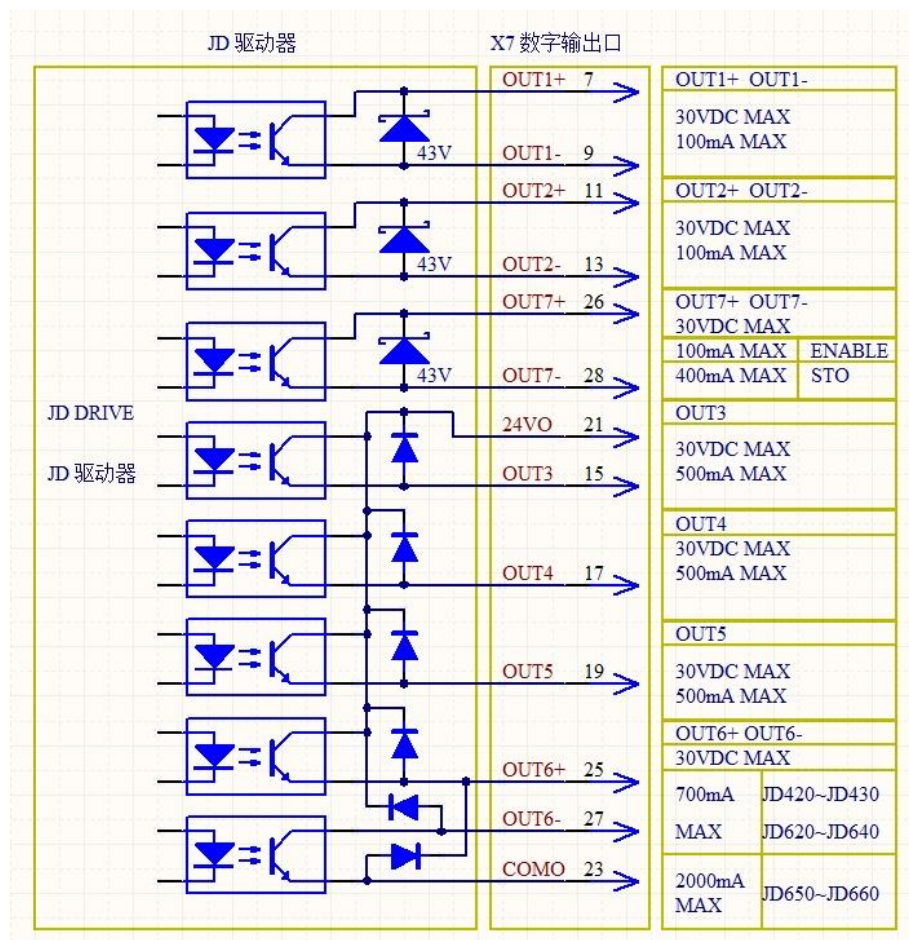 JD 驱动器
X7 数字输出口
OUT1+ 7
OUT1+ OUT1-
30VDC MAX
100mA MAX
43V
OUT1- 9
OUT2+ 11
OUT2+ OUT2-
30VDC MAX
100mA MAX
43V
OUT2- 13
OUT7+ 26
OUT7+ OUT7-
30VDC MAX
100mA MAX ENABLE
43V
OUT7- 28
400mA MAX STO
JD DRIVE
JD 驱动器
24VO 21
OUT3
30VDC MAX
OUT3 15
500mA MAX
OUT4
30VDC MAX
OUT4 17
500mA MAX
OUT5
OUT5 19
30VDC MAX
500mA MAX
OUT6+ OUT6-
30VDC MAX
OUT6+ 25
700mA
MAX
JD420~JD430
JD620~JD640
OUT6- 27
COMO 23
2000mA
MAX
JD650~JD660